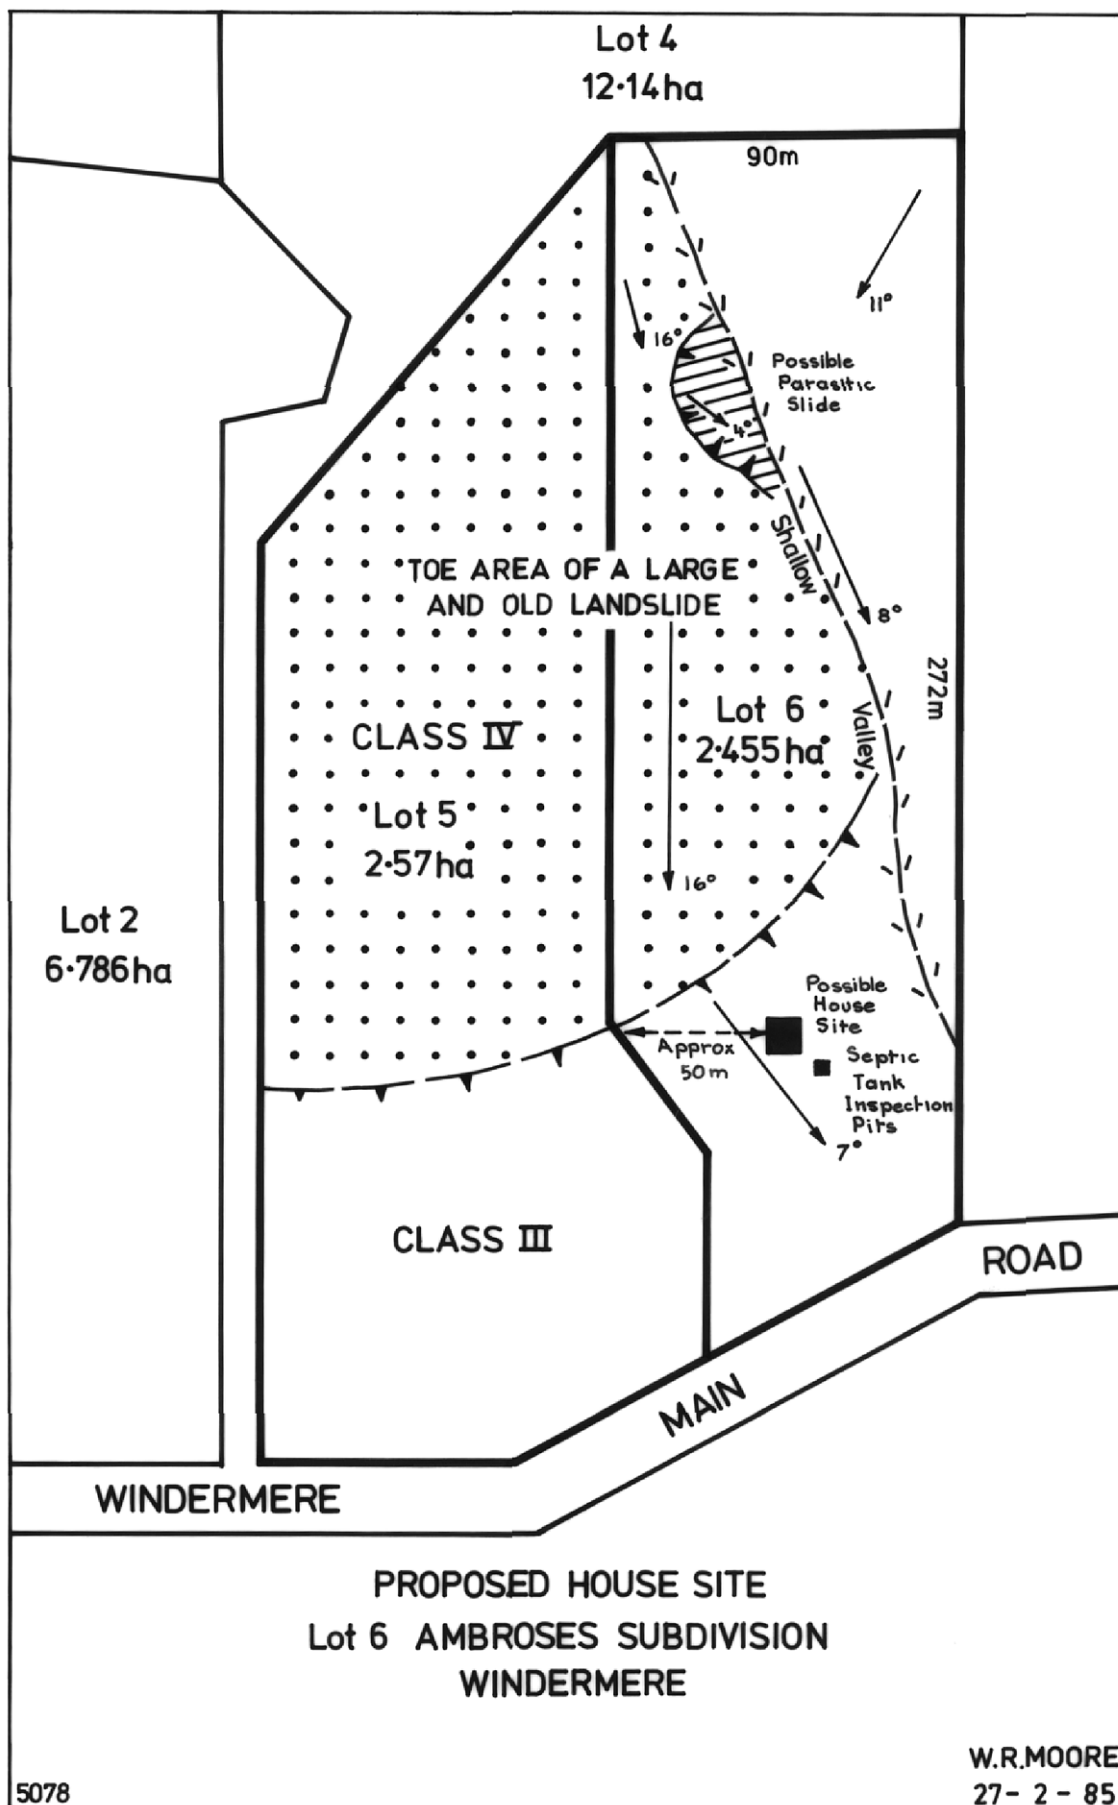 Lot 4
12·14ha
90m
11°
16°
Possible
Parasitic
Slide
4°
Shallow
8°
TOE AREA OF A LARGE
AND OLD LANDSLIDE
272m
Lot 6
2·455ha
Valley
CLASS IV
Lot 5
2·57ha
16°
Lot 2
6·786ha
Possible
House
Site
Approx
50m
Septic
Tank
Inspection
Pits
7°
CLASS III
ROAD
MAIN
WINDERMERE
PROPOSED HOUSE SITE
Lot 6 AMBROSES SUBDIVISION
WINDERMERE
W.R.MOORE
27-2-85
5078